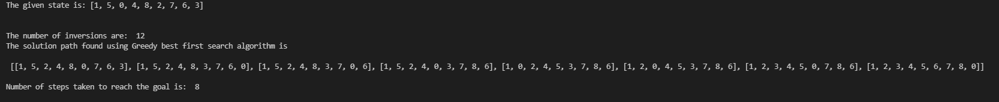 The given state is: [1, 5, 0, 4, 8, 2, 7, 6, 3]
The number of inversions are:  12
The solution path found using Greedy best first search algorithm is
[[1, 5, 2, 4, 8, 0, 7, 6, 3], [1, 5, 2, 4, 8, 3, 7, 6, 0], [1, 5, 2, 4, 8, 3, 7, 0, 6], [1, 5, 2, 4, 0, 3, 7, 8, 6], [1, 0, 2, 4, 5, 3, 7, 8, 6], [1, 2, 0, 4, 5, 3, 7, 8, 6], [1, 2, 3, 4, 5, 0, 7, 8, 6], [1, 2, 3, 4, 5, 6, 7, 8, 0]]
Number of steps taken to reach the goal is:  8